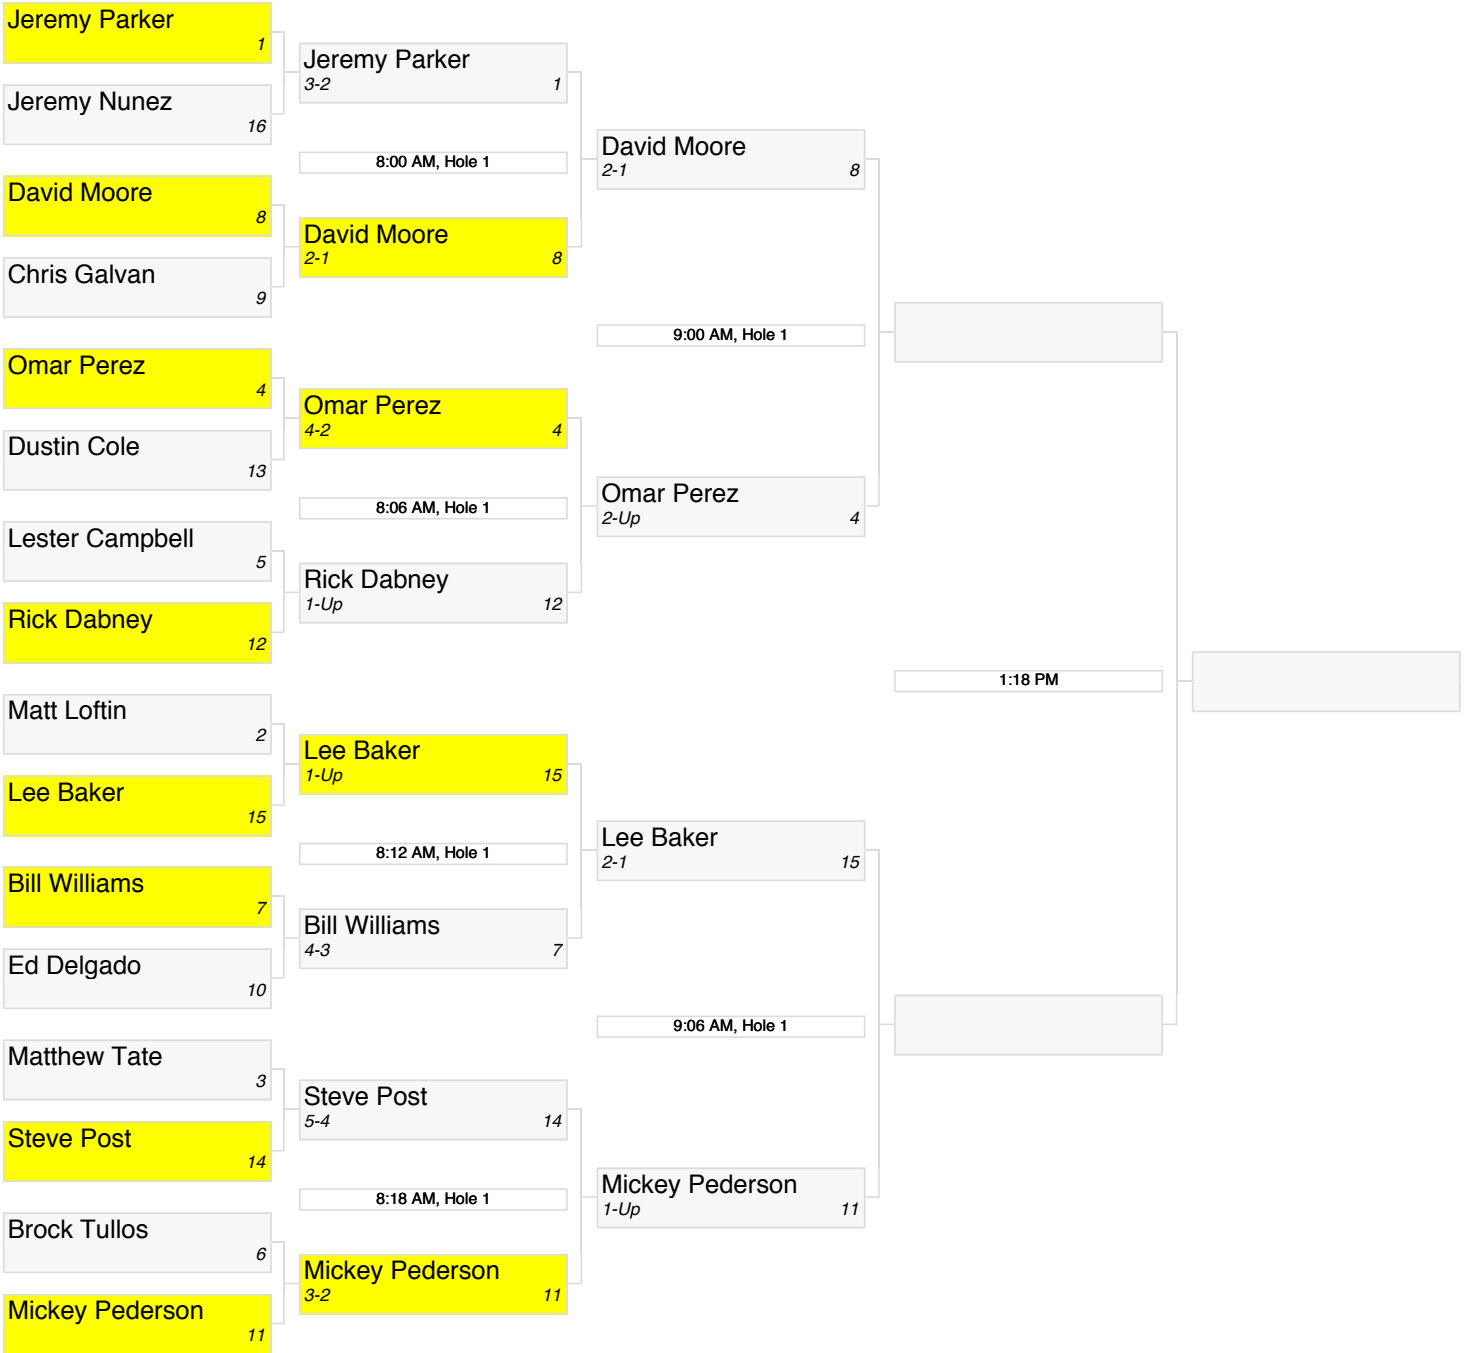 Jeremy Parker
1
Jeremy Nunez
16
David Moore
8
Chris Galvan
9
Omar Perez
4
Dustin Cole
13
Lester Campbell
5
Rick Dabney
12
Matt Loftin
2
Lee Baker
15
Bill Williams
7
Ed Delgado
10
Matthew Tate
3
Steve Post
14
Brock Tullos
6
Mickey Pederson
11
Jeremy Parker
3-2 1
8:00 AM, Hole 1
David Moore
2-1 8
Omar Perez
4-2 4
8:06 AM, Hole 1
Rick Dabney
1-Up 12
Lee Baker
1-Up 15
8:12 AM, Hole 1
Bill Williams
4-3 7
Steve Post
5-4 14
8:18 AM, Hole 1
Mickey Pederson
3-2 11
David Moore
2-1 8
9:00 AM, Hole 1
Omar Perez
2-Up 4
Lee Baker
2-1 15
9:06 AM, Hole 1
Mickey Pederson
1-Up 11
1:18 PM